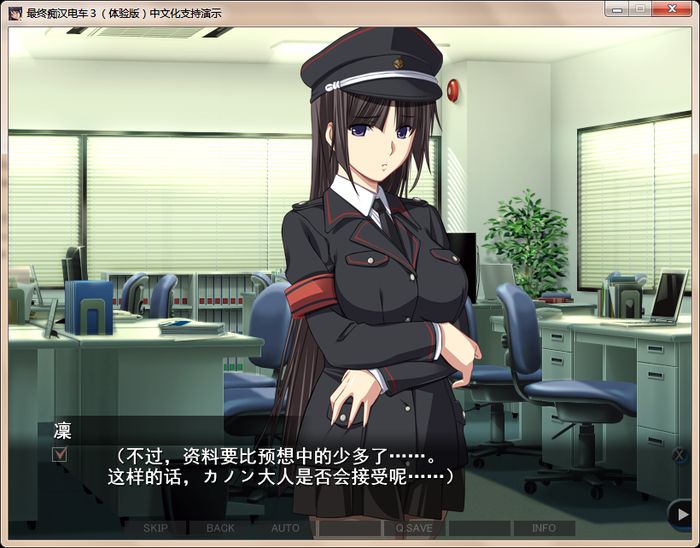 最终痴汉电车３（体验版）中文化支持演示
凜
（不过，资料要比预想中的少多了……。
这样的话，カノン大人是否会接受呢……）
SKIP BACK AUTO Q.SAVE INFO